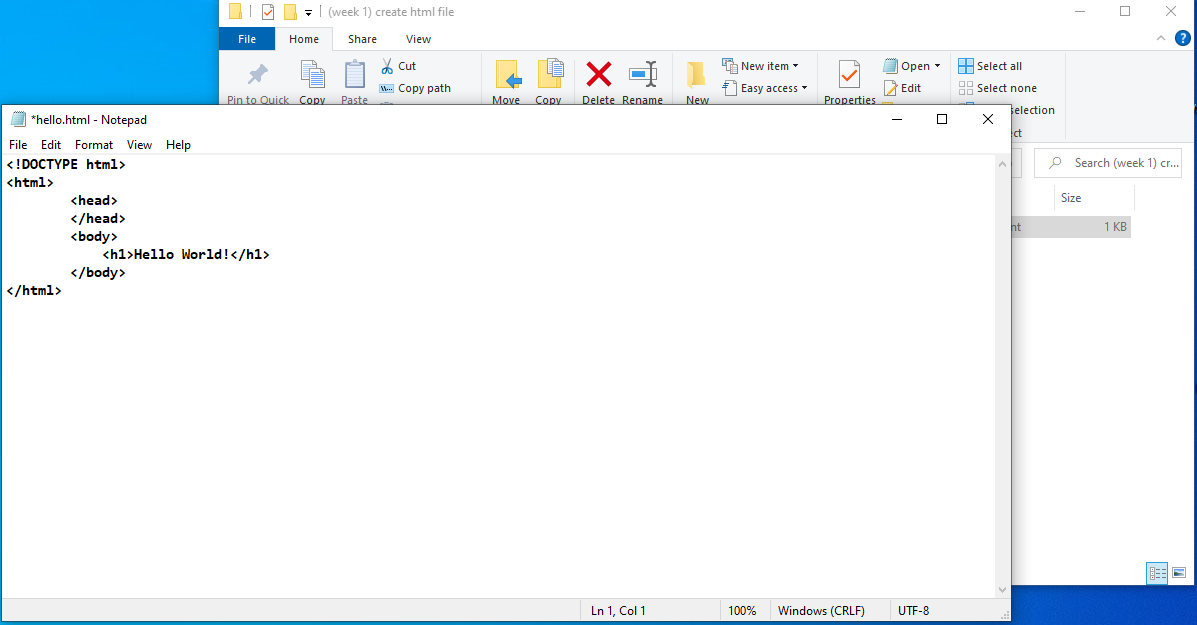 (week 1) create html file
File Home Share View
Pin to Quick Copy Paste Cut
Copy path
Move Copy Delete Rename New New item
Easy access
Properties Open
Edit
Select all
Select none
selection
*hello.html - Notepad
File Edit Format View Help
<!DOCTYPE html>
<html>
<head>
</head>
<body>
<h1>Hello World!</h1>
</body>
</html>
Search (week 1) cr...
Size
1 KB
Ln 1, Col 1 100% Windows (CRLF) UTF-8